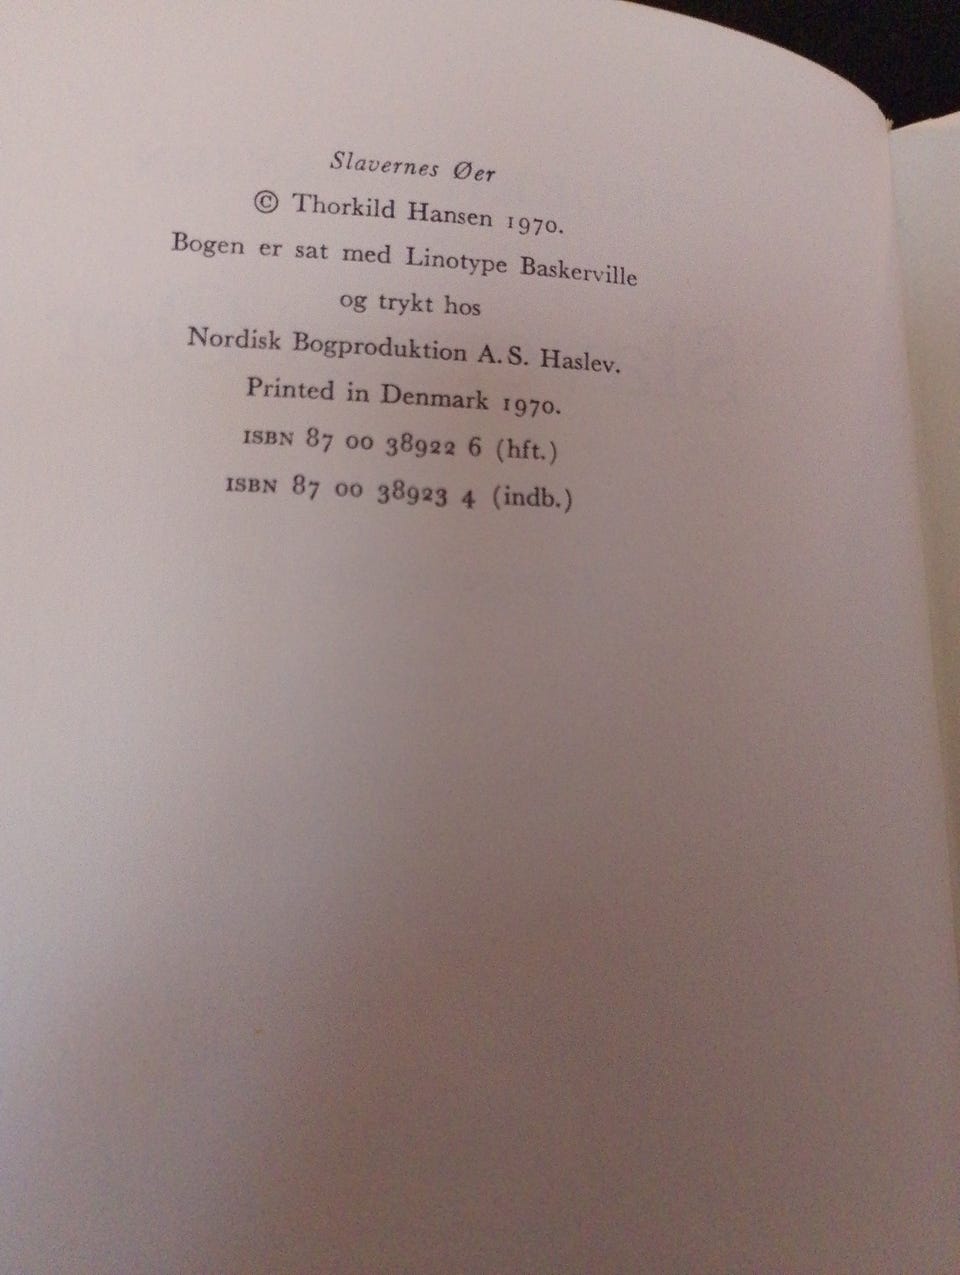 Slavernes Øer
© Thorkild Hansen 1970.
Bogen er sat med Linotype Baskerville
og trykt hos
Nordisk Bogproduktion A.S. Haslev.
Printed in Denmark 1970.
ISBN 87 00 38922 6 (hft.)
ISBN 87 00 38923 4 (indb.)